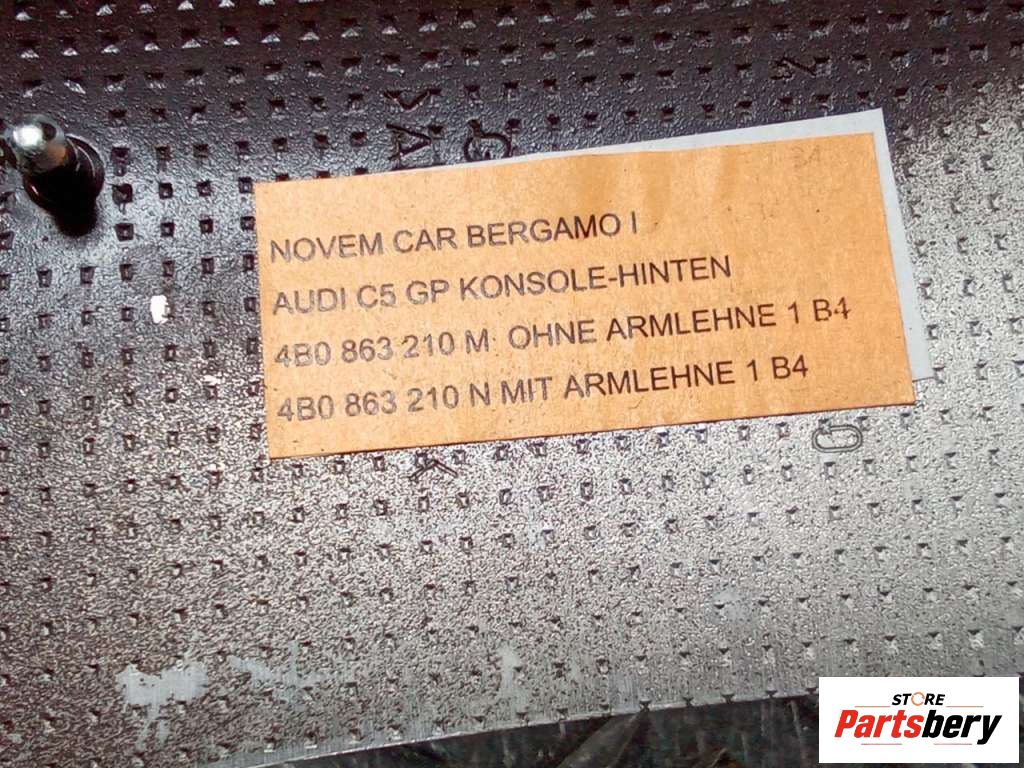 NOVEM CAR BERGAMO I
AUDI C5 GP KONSOLE-HINTEN
4B0 863 210 M OHNE ARMLEHNE 1 B4
4B0 863 210 N MIT ARMLEHNE 1 B4
STORE
Partsbery